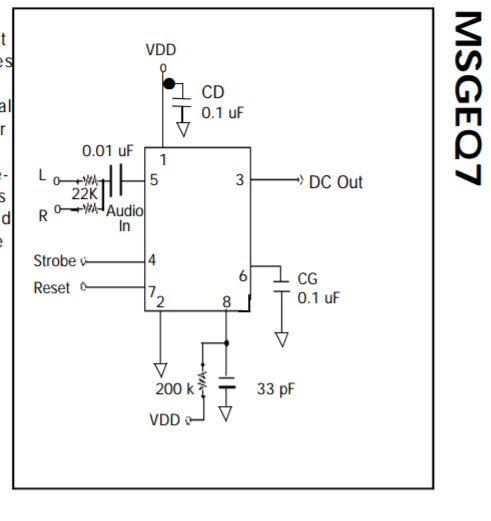 MSGEQ7
VDD
CD
0.1 uF
0.01 uF
1
L
5
3
DC Out
22K
R
Audio
In
Strobe
4
6
CG
Reset
7
0.1 uF
2
8
200 k
33 pF
VDD
t
es
al
r
e-
s
d
e